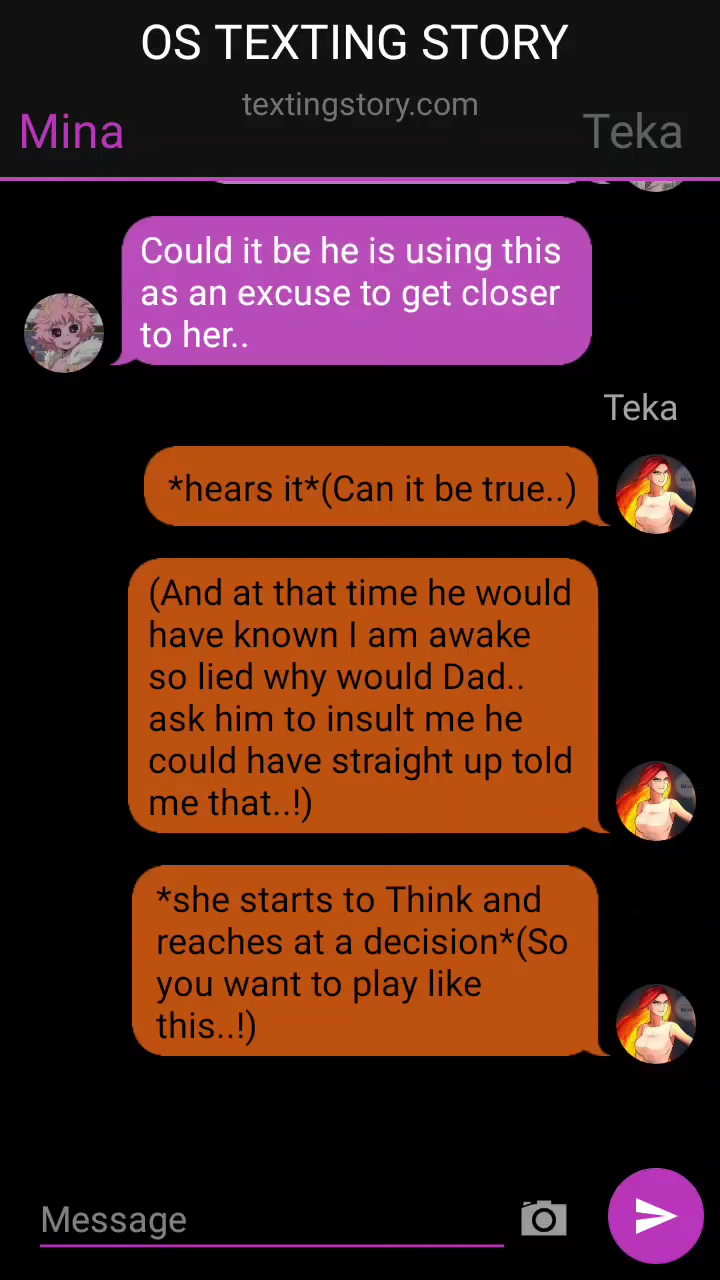 OS TEXTING STORY
textingstory.com
Mina
Teka
Could it be he is using this
as an excuse to get closer
to her..
Teka
*hears it*(Can it be true..)
(And at that time he would
have known I am awake
so lied why would Dad..
ask him to insult me he
could have straight up told
me that..!)
*she starts to Think and
reaches at a decision*(So
you want to play like
this..!)
Message